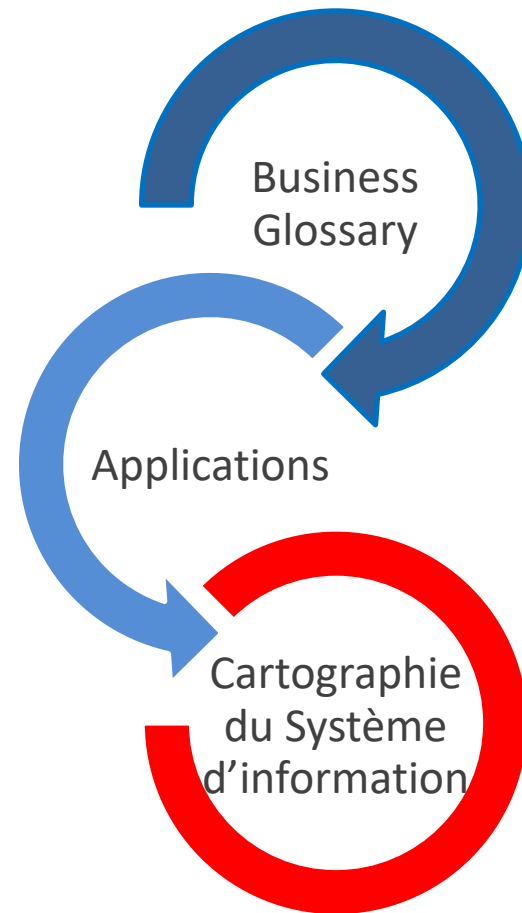 Business
Glossary
Applications
Cartographie
du Système
d’information